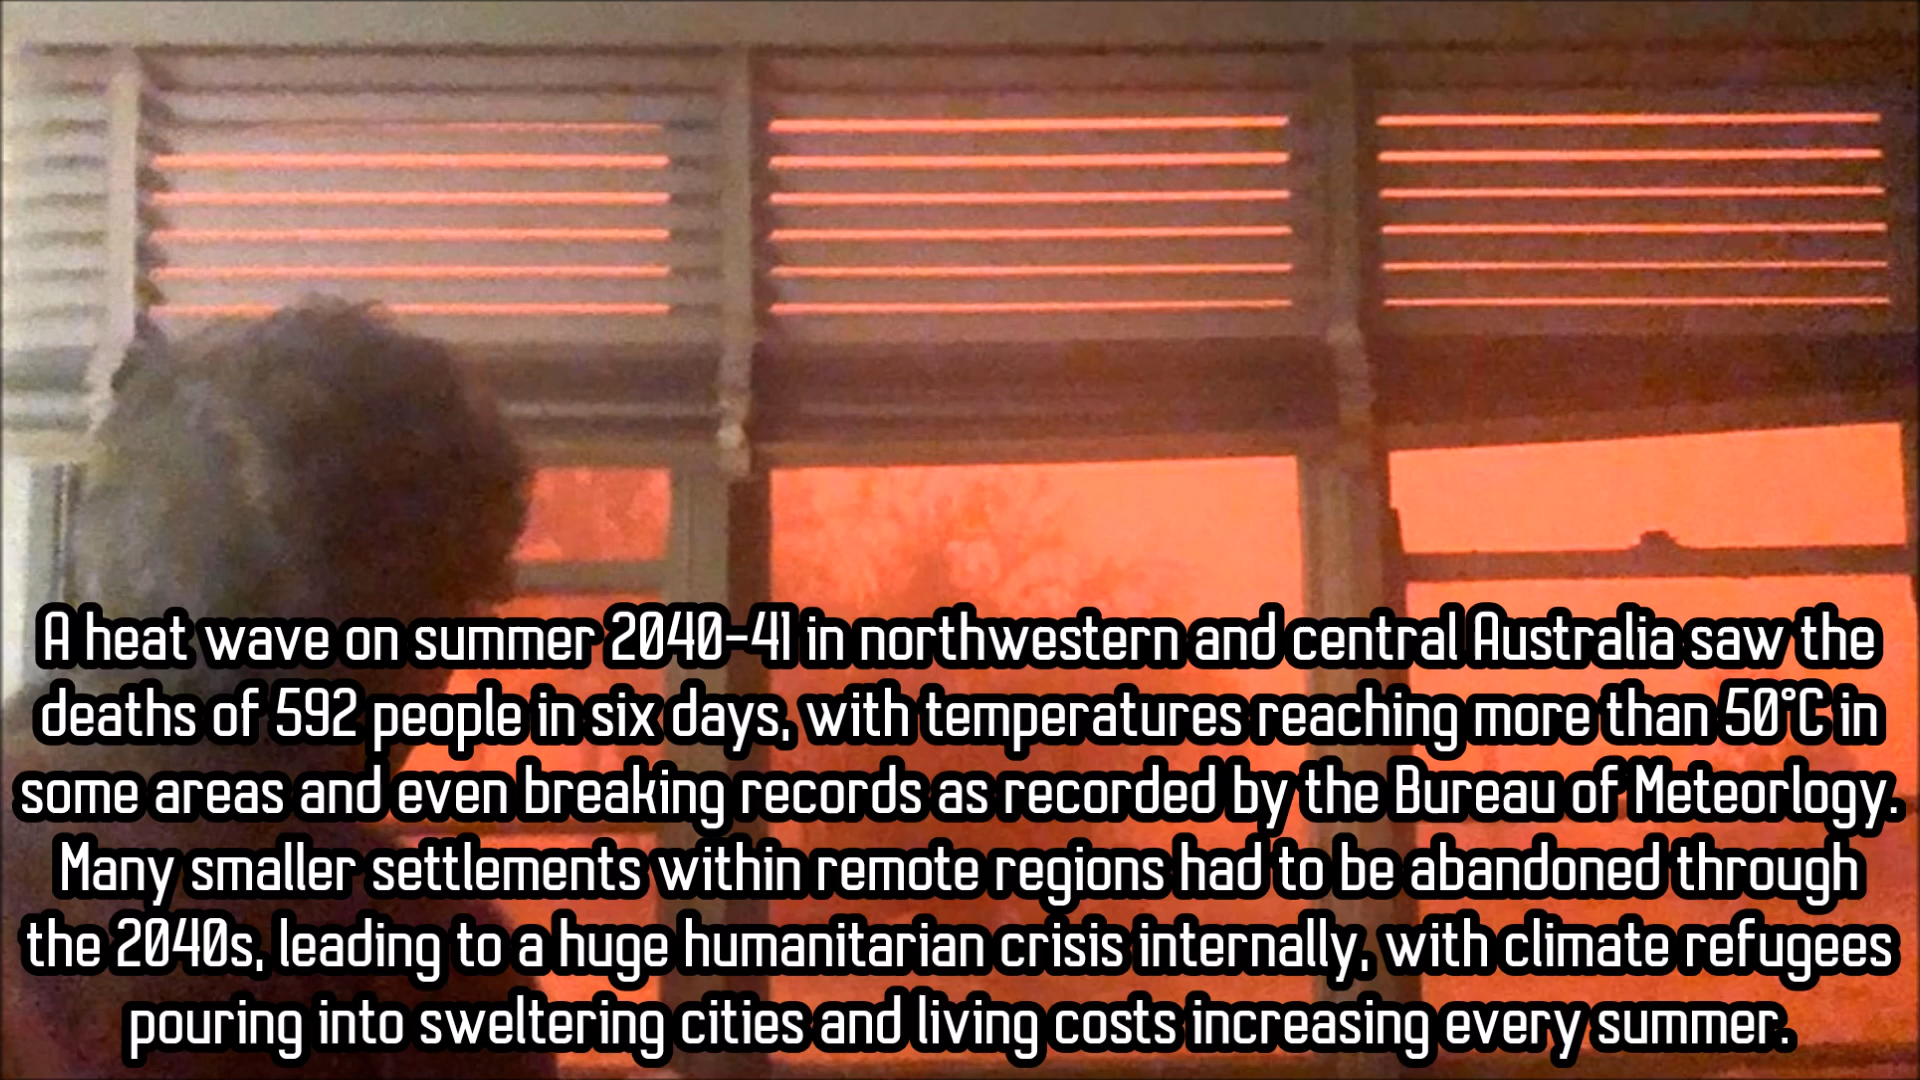 A heat wave on summer 2040-41 in northwestern and central Australia saw the
deaths of 592 people in six days, with temperatures reaching more than 50°C in
some areas and even breaking records as recorded by the Bureau of Meteorlogy.
Many smaller settlements within remote regions had to be abandoned through
the 2040s, leading to a huge humanitarian crisis internally, with climate refugees
pouring into sweltering cities and living costs increasing every summer.